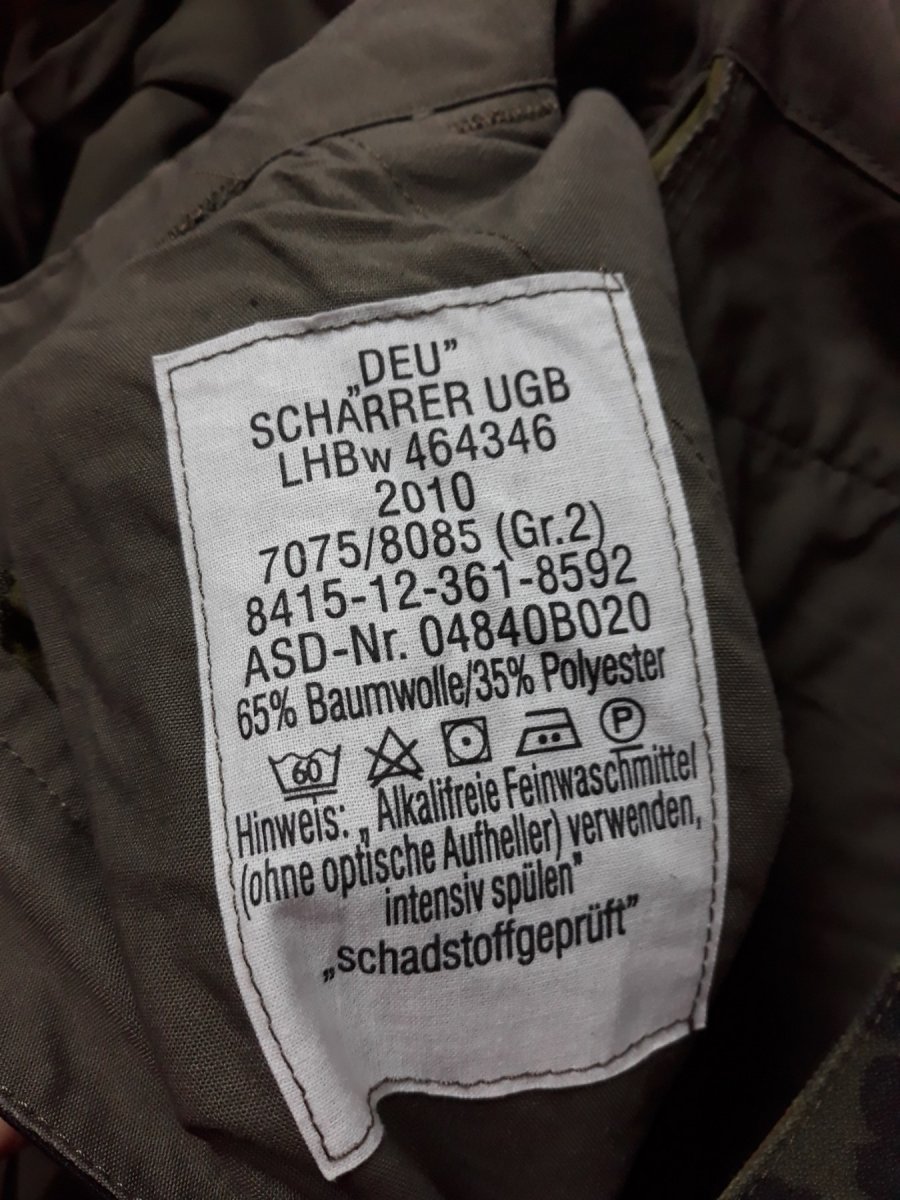 „DEU”
SCHARRER UGB
LHBw 464346
2010
7075/8085 (Gr.2)
8415-12-361-8592
ASD-Nr. 04840B020
65% Baumwolle/35% Polyester
60 P
Hinweis: „ Alkalifreie Feinwaschmittel
(ohne optische Aufheller) verwenden,
intensiv spülen”
„schadstoffgeprüft”